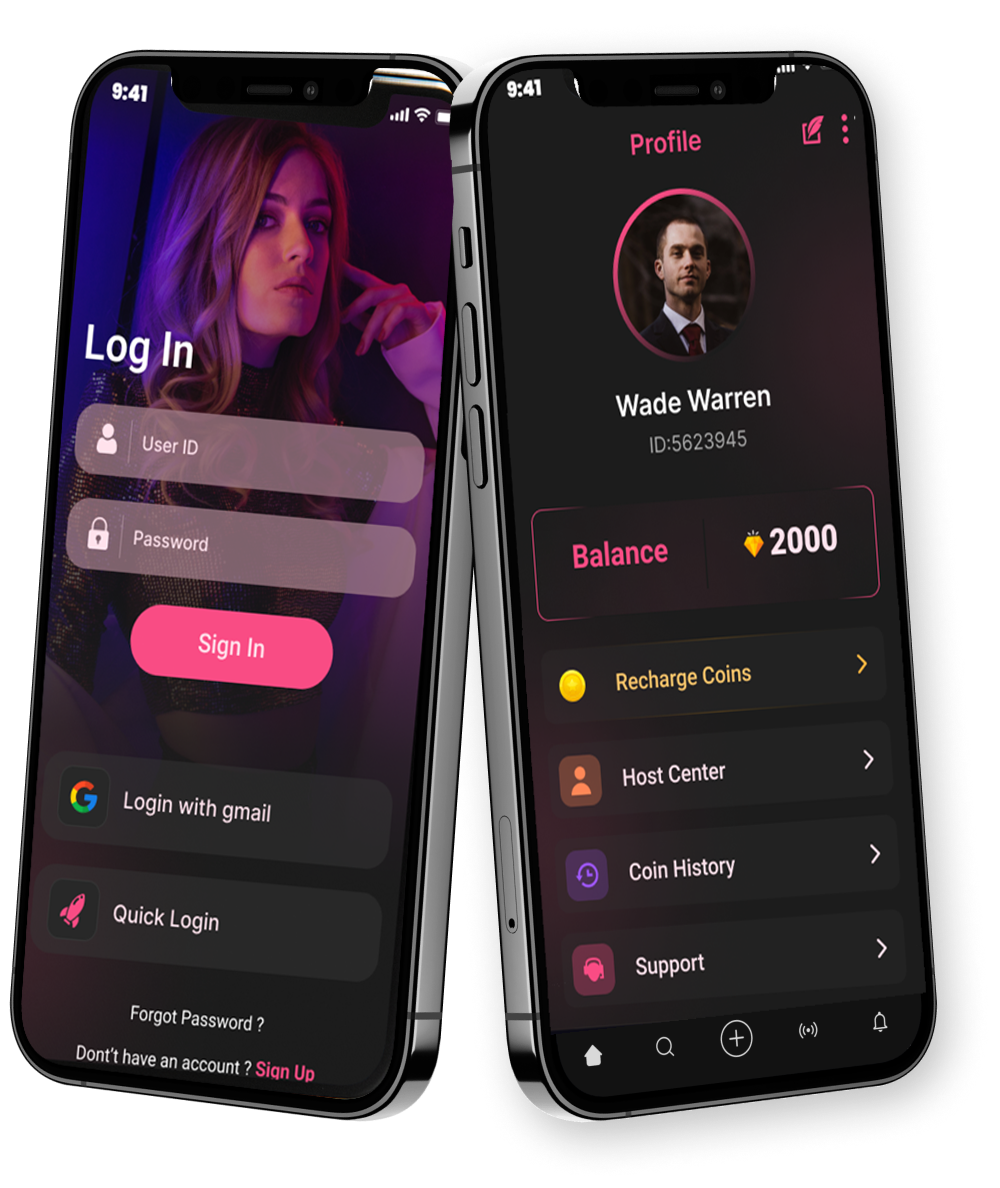 9:41
Log In
User ID
Password
Sign In
Login with gmail
Quick Login
Forgot Password ?
Dont't have an account ? Sign Up
9:41
Profile
Wade Warren
ID:5623945
Balance
2000
Recharge Coins
Host Center
Coin History
Support